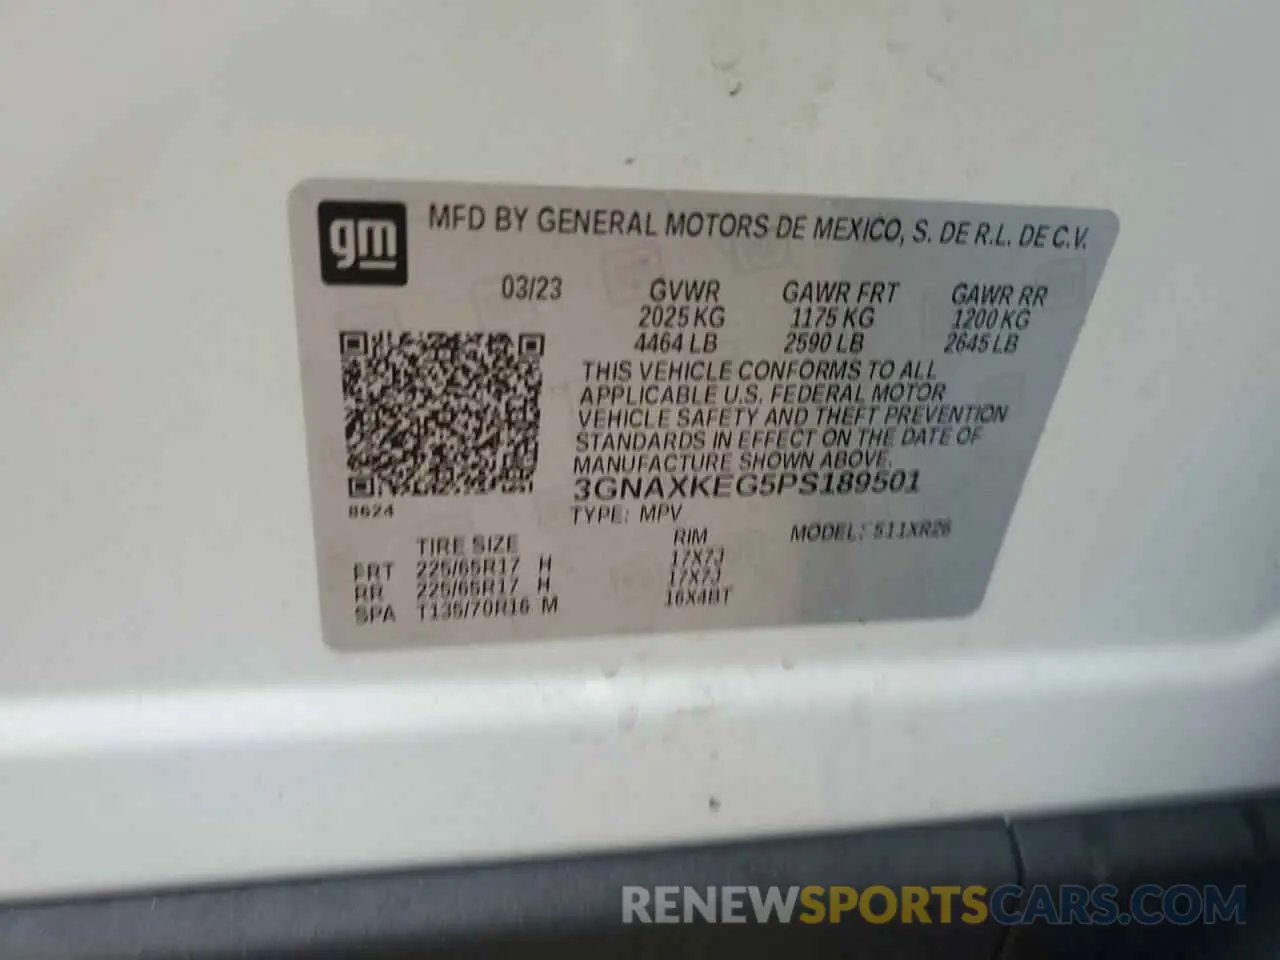 gm
MFD BY GENERAL MOTORS DE MEXICO, S. DE R.L. DE C.V.
03/23 GVWR GAWR FRT GAWR RR
2025 KG 1175 KG 1200 KG
4464 LB 2590 LB 2645 LB
THIS VEHICLE CONFORMS TO ALL
APPLICABLE U.S. FEDERAL MOTOR
VEHICLE SAFETY AND THEFT PREVENTION
STANDARDS IN EFFECT ON THE DATE OF
MANUFACTURE SHOWN ABOVE.
3GNAXKEG5PS189501
8624
TYPE: MPV
MODEL: 511XR26
TIRE SIZE RIM
FRT 225/65R17 H 17X7J
RR 225/65R17 H 17X7J
SPA T135/70R16 M 16X4BT
RENEWSPORTSCARS.COM